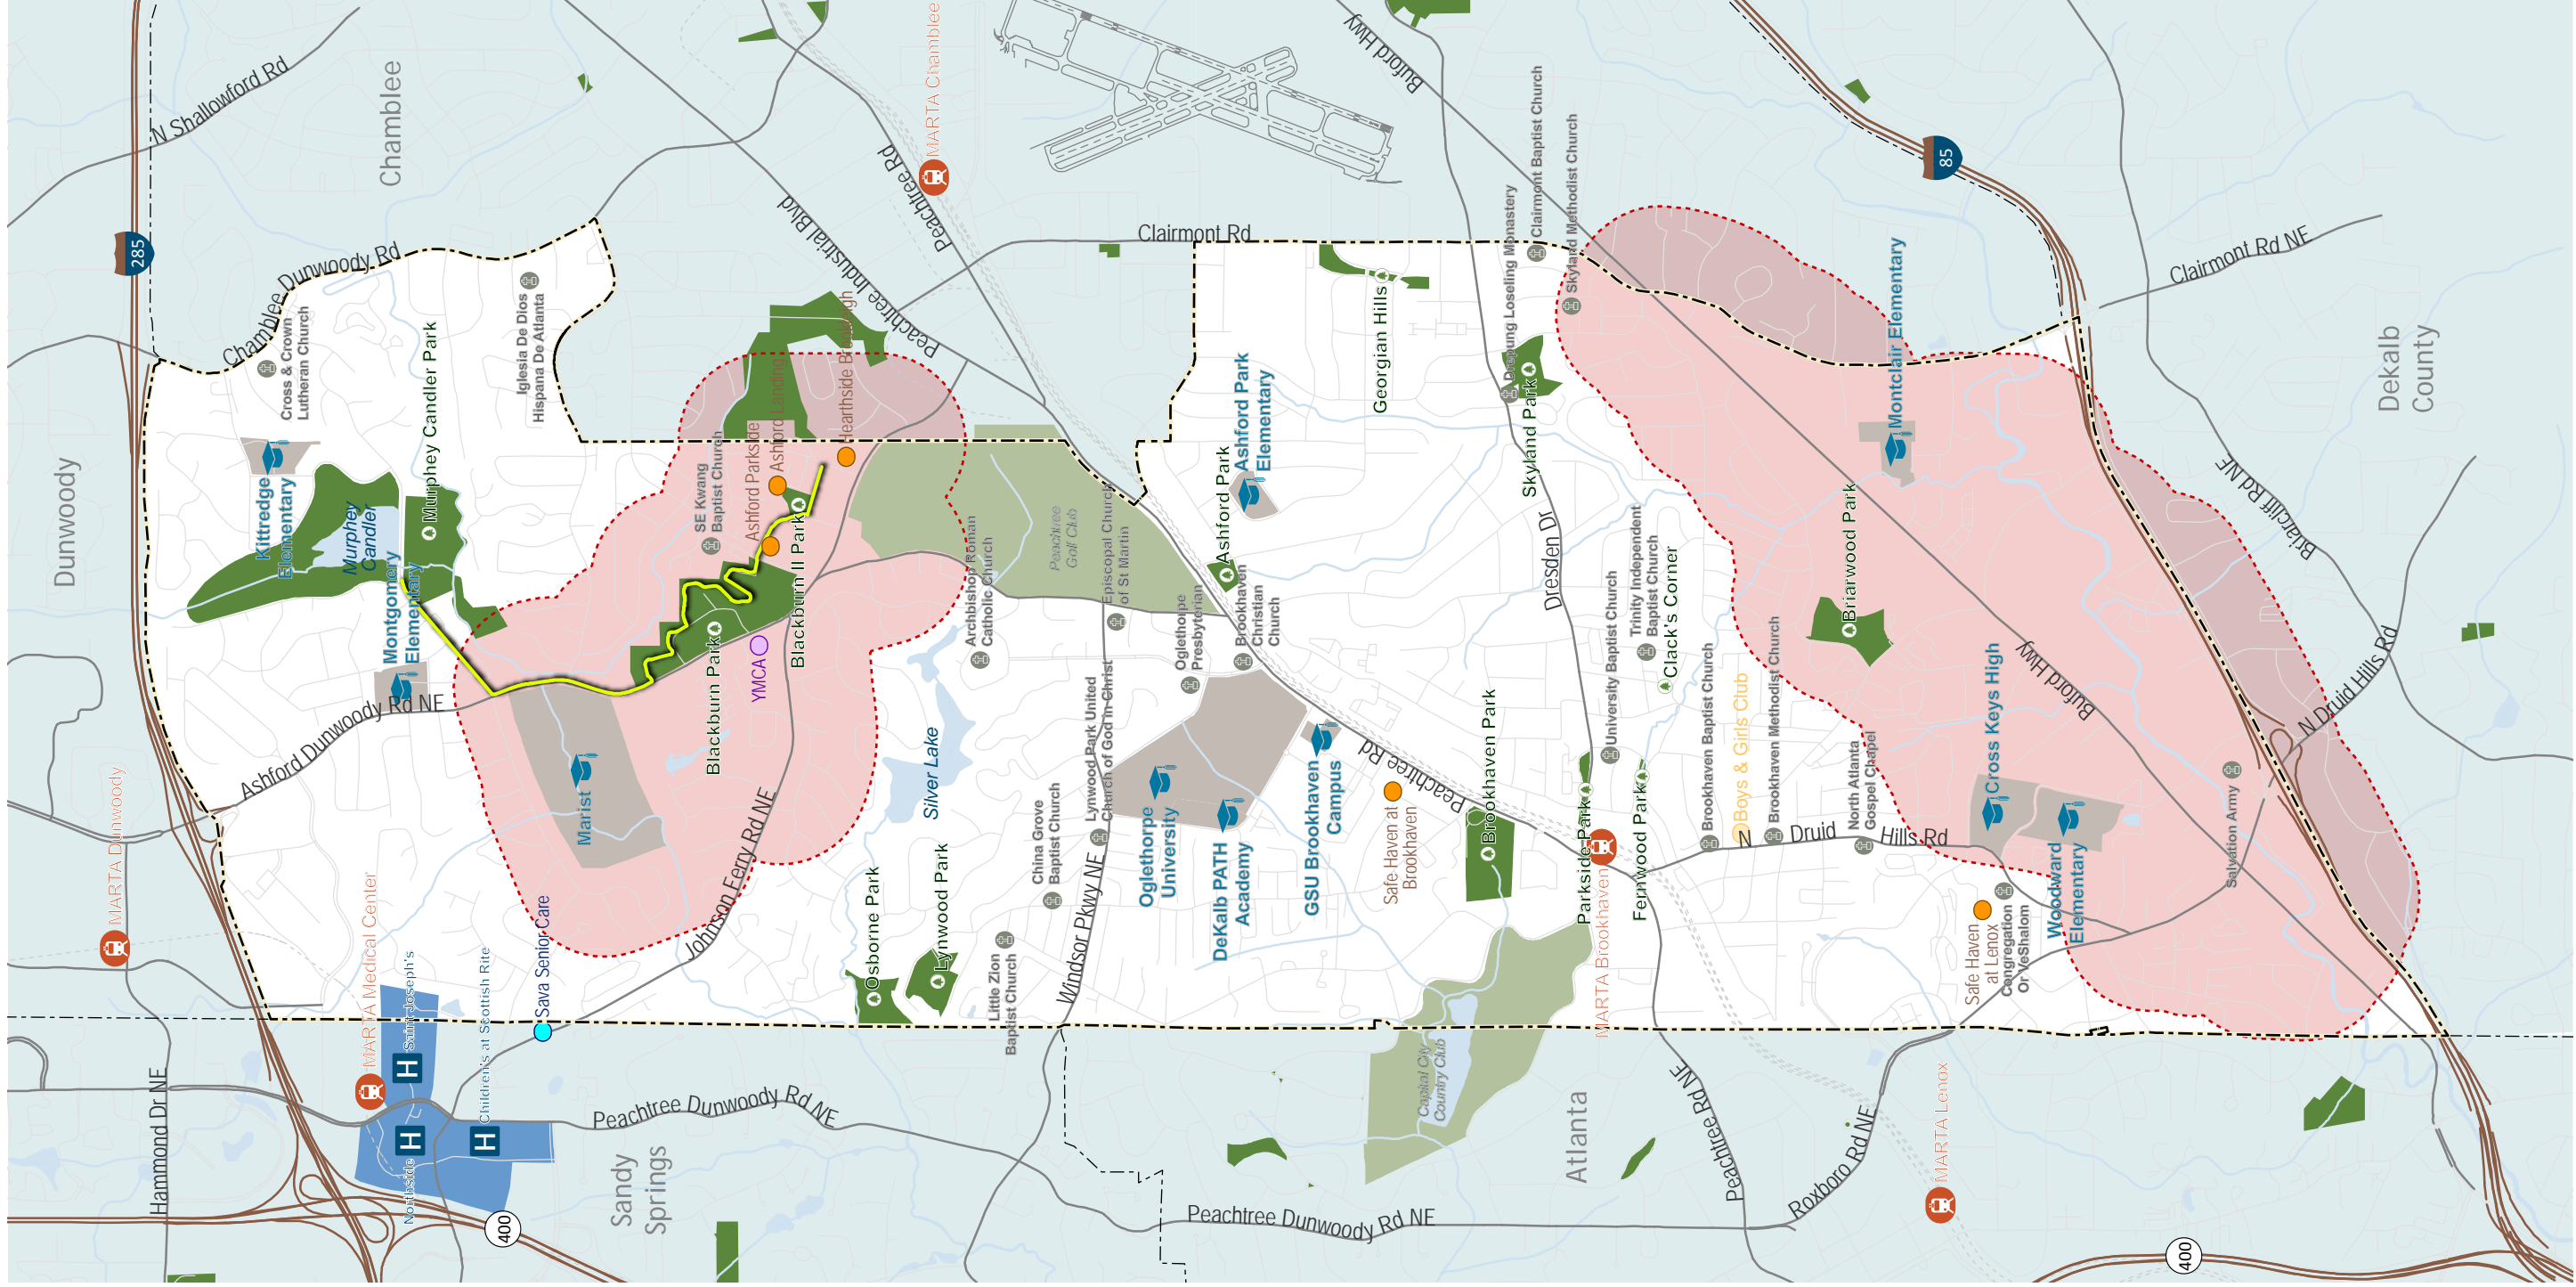 Dunwoody
Chamblee
Sandy
Springs
Atlanta
Dekalb
County
285
85
400
400
N Shallowford Rd
Chamblee Dunwoody Rd
Ashford Dunwoody Rd NE
Hammond Dr NE
Peachtree Dunwoody Rd NE
Peachtree Dunwoody Rd NE
Johnson Ferry Rd NE
Windsor Pkwy NE
Peachtree Industrial Blvd
Peachtree Rd
Peachtree Rd
Peachtree Rd NE
Roxboro Rd NE
Clairmont Rd
Clairmont Rd NE
Buford Hwy
Buford Hwy
Dresden Dr
N Druid Hills Rd
N Druid Hills Rd
Briarcliff Rd NE
MARTA Dunwoody
MARTA Medical Center
MARTA Chamblee
MARTA Brookhaven
MARTA Lenox
Northside
Saint Joseph's
Children's at Scottish Rite
H
H
H
Sava Senior Care
Cross & Crown
Lutheran Church
Iglesia De Dios
Hispana De Atlanta
Kittredge
Elementary
Murphey
Candler
Murphey Candler Park
Montgomery
Elementary
Marist
SE Kwang
Baptist Church
Ashford Parkside
Ashford Landing
Hearthside Brookleigh
Blackburn Park
Blackburn II Park
YMCA
Silver Lake
Osborne Park
Lynwood Park
Archbishop Roman
Catholic Church
Peachtree
Golf Club
Episcopal Church
of St Martin
Little Zion
Baptist Church
China Grove
Baptist Church
Lynwood Park United
Church of God in Christ
Oglethorpe
Presbyterian
Brookhaven
Christian
Church
Oglethorpe
University
DeKalb PATH
Academy
GSU Brookhaven
Campus
Safe Haven at
Brookhaven
Ashford Park
Ashford Park
Elementary
Georgian Hills
Skyland Park
Drepung Loseling Monastery
Clairmont Baptist Church
Skyland Methodist Church
Brookhaven Park
Parkside Park
Fernwood Park
Capital City
Country Club
University Baptist Church
Trinity Independent
Baptist Church
Clack's Corner
Brookhaven Baptist Church
Boys & Girls Club
Brookhaven Methodist Church
North Atlanta
Gospel Chapel
Briarwood Park
Montclair Elementary
Cross Keys High
Woodward
Elementary
Safe Haven
at Lenox
Congregation
Or VeShalom
Salvation Army